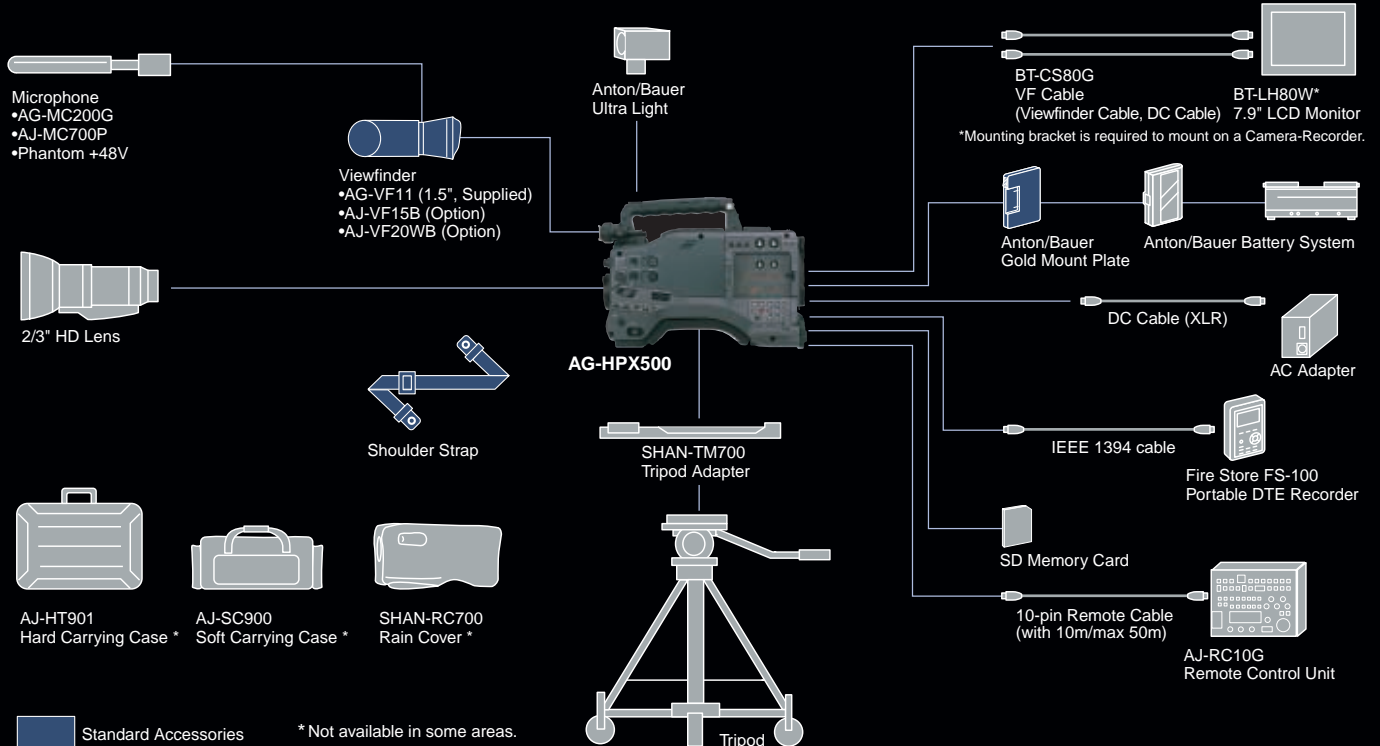 Microphone
•AG-MC200G
•AJ-MC700P
•Phantom +48V
Viewfinder
•AG-VF11 (1.5", Supplied)
•AJ-VF15B (Option)
•AJ-VF20WB (Option)
Anton/Bauer
Ultra Light
BT-CS80G
VF Cable
(Viewfinder Cable, DC Cable)
BT-LH80W*
7.9" LCD Monitor
*Mounting bracket is required to mount on a Camera-Recorder.
Anton/Bauer
Gold Mount Plate
Anton/Bauer Battery System
2/3" HD Lens
AG-HPX500
DC Cable (XLR)
AC Adapter
Shoulder Strap
SHAN-TM700
Tripod Adapter
IEEE 1394 cable
Fire Store FS-100
Portable DTE Recorder
SD Memory Card
AJ-HT901
Hard Carrying Case *
AJ-SC900
Soft Carrying Case *
SHAN-RC700
Rain Cover *
10-pin Remote Cable
(with 10m/max 50m)
AJ-RC10G
Remote Control Unit
Standard Accessories
* Not available in some areas.
Tripod